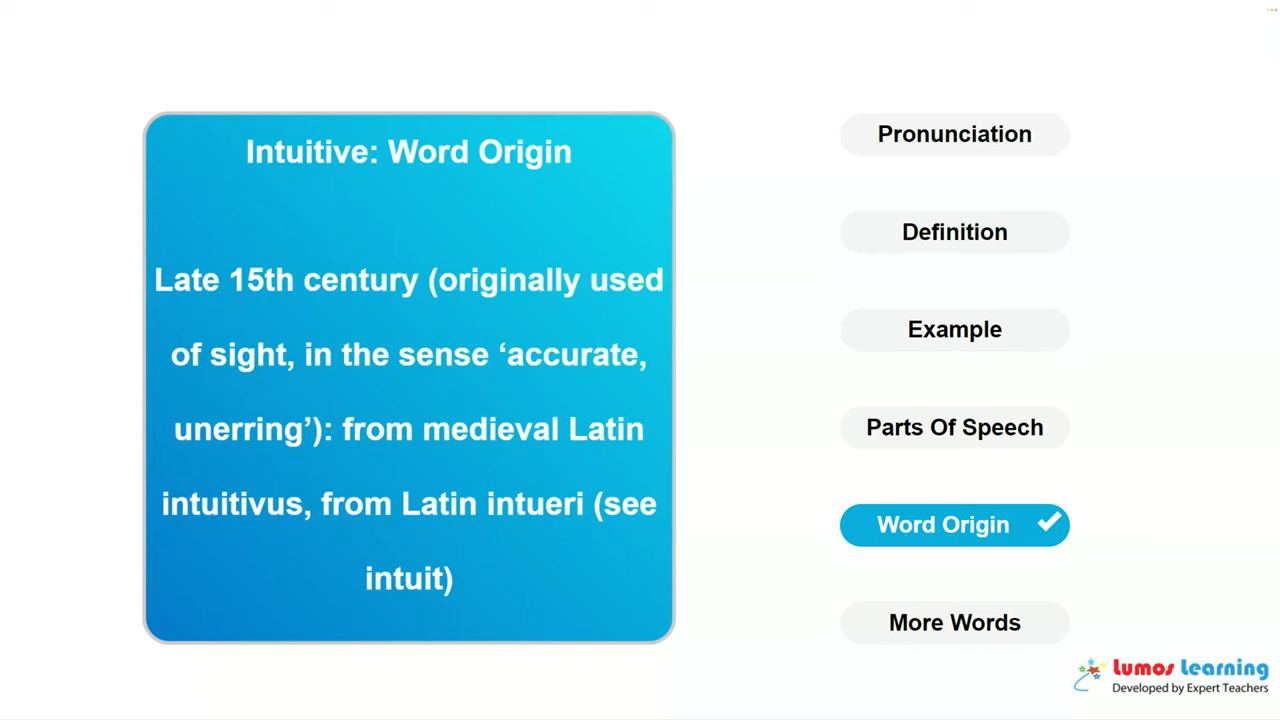 Intuitive: Word Origin
Late 15th century (originally used
of sight, in the sense ‘accurate,
unerring’): from medieval Latin
intuitivus, from Latin intueri (see
intuit)
Pronunciation
Definition
Example
Parts Of Speech
Word Origin
More Words
Lumos Learning
Developed by Expert Teachers